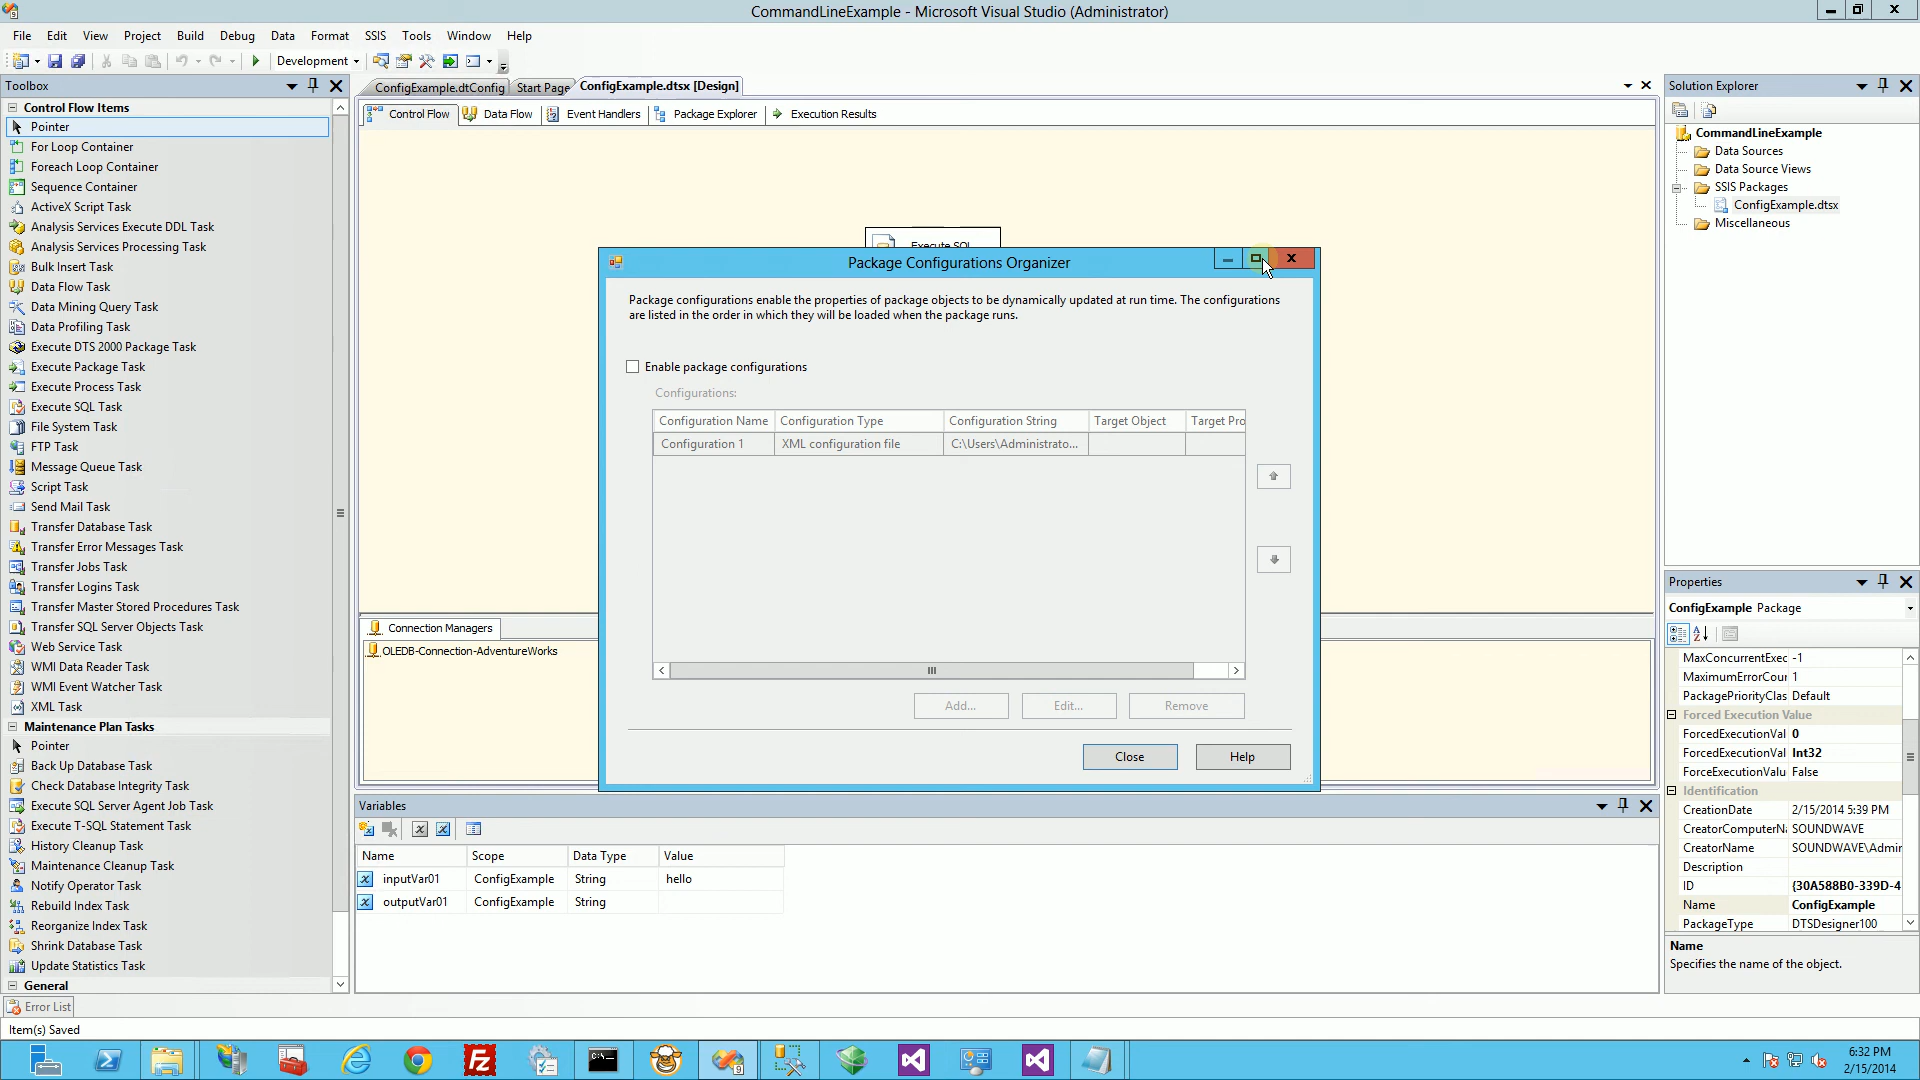 CommandLineExample - Microsoft Visual Studio (Administrator)
File Edit View Project Build Debug Data Format SSIS Tools Window Help
Development
Toolbox
Control Flow Items
Pointer
For Loop Container
Foreach Loop Container
Sequence Container
ActiveX Script Task
Analysis Services Execute DDL Task
Analysis Services Processing Task
Bulk Insert Task
Data Flow Task
Data Mining Query Task
Data Profiling Task
Execute DTS 2000 Package Task
Execute Package Task
Execute Process Task
Execute SQL Task
File System Task
FTP Task
Message Queue Task
Script Task
Send Mail Task
Transfer Database Task
Transfer Error Messages Task
Transfer Jobs Task
Transfer Logins Task
Transfer Master Stored Procedures Task
Transfer SQL Server Objects Task
Web Service Task
WMI Data Reader Task
WMI Event Watcher Task
XML Task
Maintenance Plan Tasks
Pointer
Back Up Database Task
Check Database Integrity Task
Execute SQL Server Agent Job Task
Execute T-SQL Statement Task
History Cleanup Task
Maintenance Cleanup Task
Notify Operator Task
Rebuild Index Task
Reorganize Index Task
Shrink Database Task
Update Statistics Task
General
Error List
Item(s) Saved
ConfigExample.dtConfig Start Page ConfigExample.dtsx [Design]
Control Flow Data Flow Event Handlers Package Explorer Execution Results
Execute SQL
Package Configurations Organizer
Package configurations enable the properties of package objects to be dynamically updated at run time. The configurations
are listed in the order in which they will be loaded when the package runs.
Enable package configurations
Configurations:
Configuration Name Configuration Type Configuration String Target Object Target Pro
Configuration 1 XML configuration file C:\Users\Administrato...
Add... Edit... Remove
Close Help
Connection Managers
OLEDB-Connection-AdventureWorks
Variables
Name Scope Data Type Value
inputVar01 ConfigExample String hello
outputVar01 ConfigExample String
Solution Explorer
CommandLineExample
Data Sources
Data Source Views
SSIS Packages
ConfigExample.dtsx
Miscellaneous
Properties
ConfigExample Package
MaxConcurrentExec -1
MaximumErrorCour 1
PackagePriorityClas Default
Forced Execution Value
ForcedExecutionVal 0
ForcedExecutionVal Int32
ForceExecutionValu False
Identification
CreationDate 2/15/2014 5:39 PM
CreatorComputerNa SOUNDWAVE
CreatorName SOUNDWAVE\Admin
Description
ID {30A588B0-339D-4
Name ConfigExample
PackageType DTSDesigner100
Name
Specifies the name of the object.
6:32 PM
2/15/2014